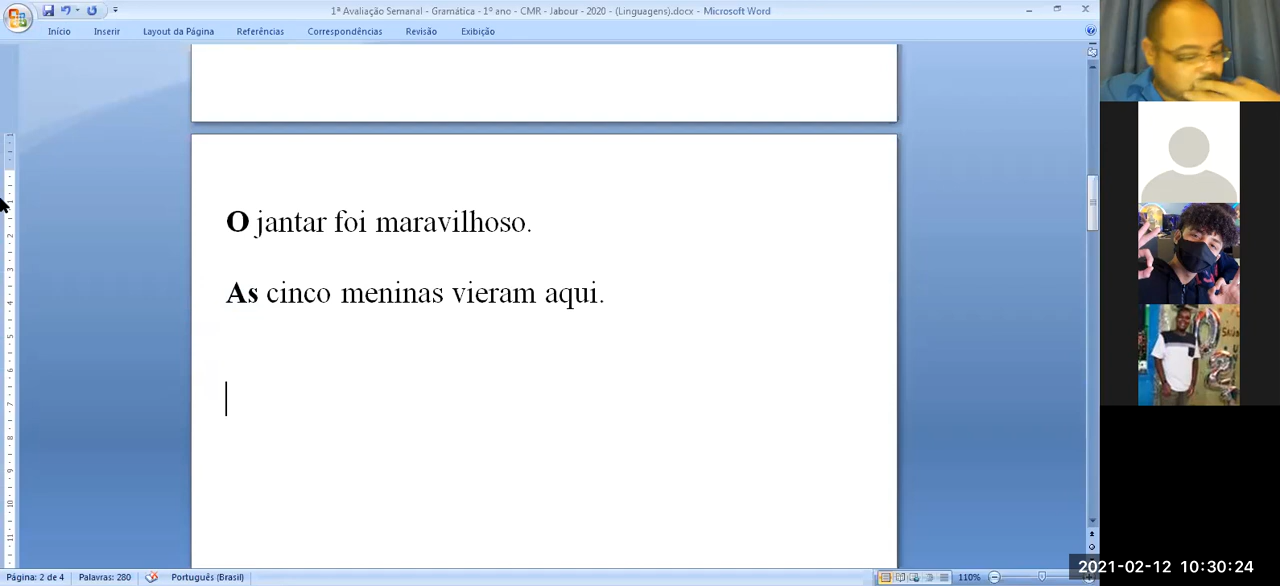 1ª Avaliação Semanal - Gramática - 1º ano - CMR - Jabour - 2020 - (Linguagens).docx - Microsoft Word
Início Inserir Layout da Página Referências Correspondências Revisão Exibição
O jantar foi maravilhoso.
As cinco meninas vieram aqui.
Página: 2 de 4 Palavras: 280 Português (Brasil) 110%
2021-02-12 10:30:24